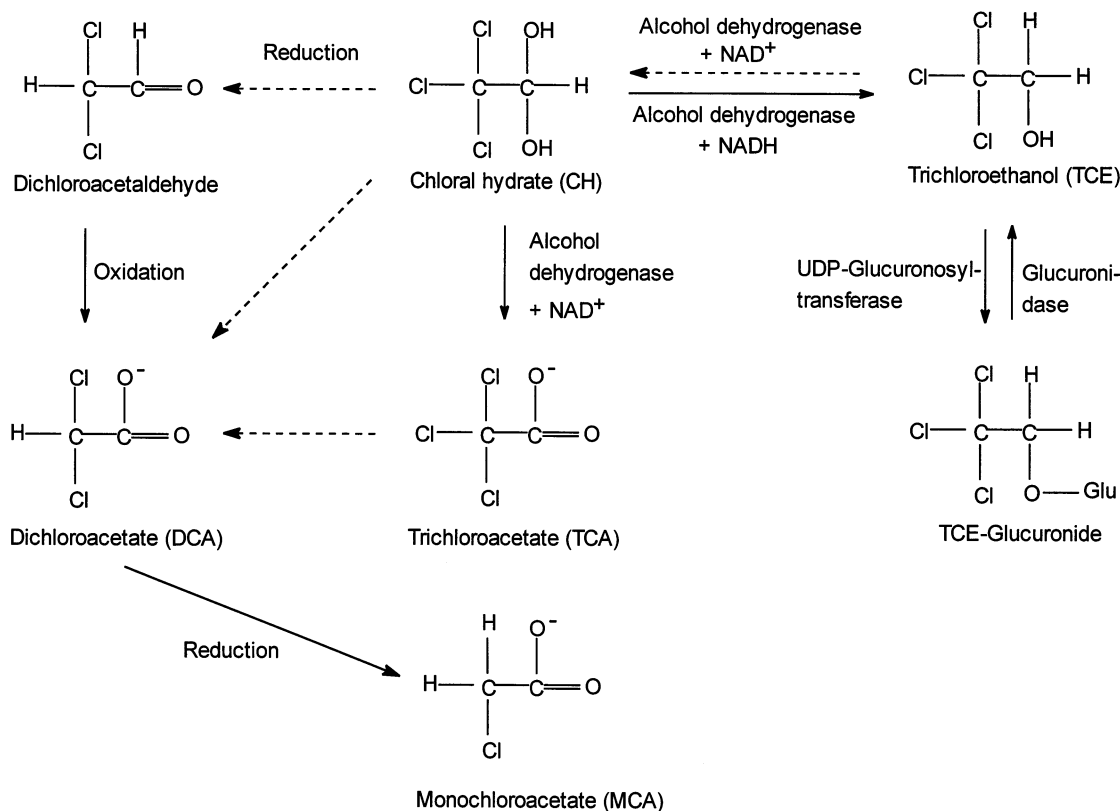 Cl H
H C C O
Cl
Dichloroacetaldehyde
Reduction
Cl OH
Cl C C H
Cl OH
Chloral hydrate (CH)
Alcohol dehydrogenase
+ NAD+
Alcohol dehydrogenase
+ NADH
Cl H
Cl C C H
Cl OH
Trichloroethanol (TCE)
Oxidation
Alcohol
dehydrogenase
+ NAD+
UDP-Glucuronosyl-
transferase
Glucuroni-
dase
Cl O-
H C C O
Cl
Dichloroacetate (DCA)
Cl O-
Cl C C O
Cl
Trichloroacetate (TCA)
Cl H
Cl C C H
Cl O Glu
TCE-Glucuronide
Reduction
H O-
H C C O
Cl
Monochloroacetate (MCA)